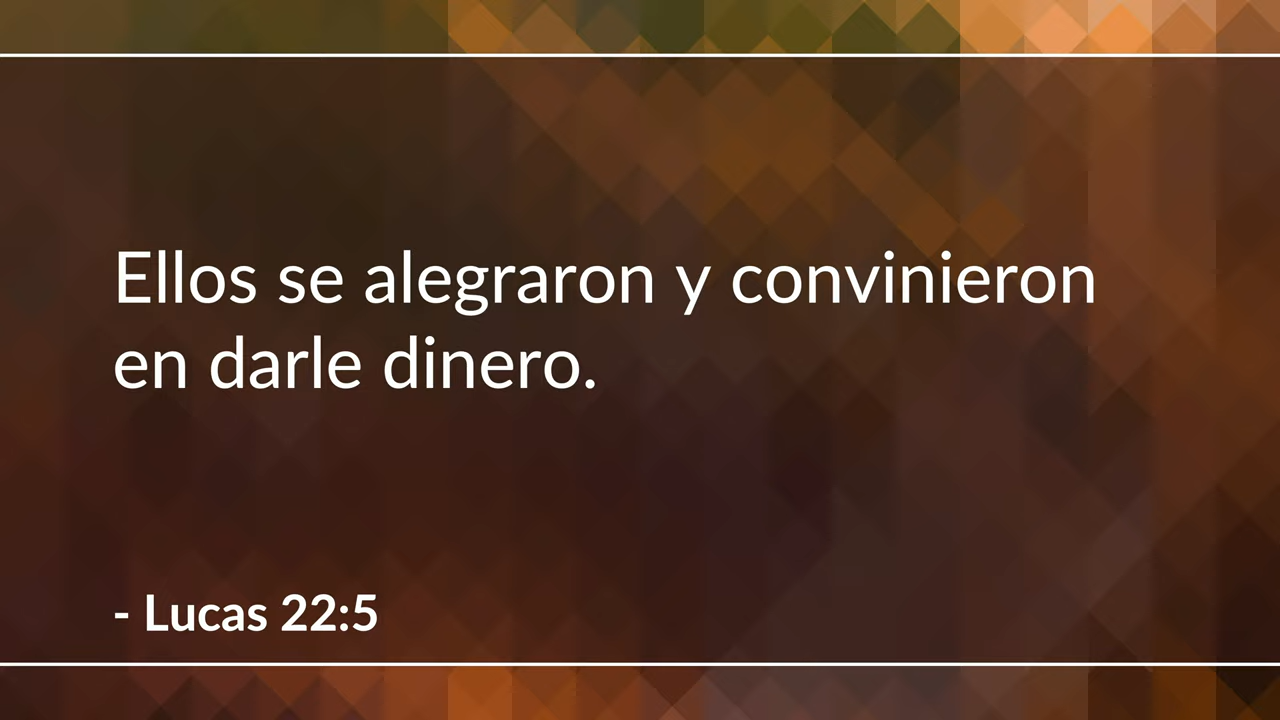 Ellos se alegraron y convinieron
en darle dinero.
- Lucas 22:5